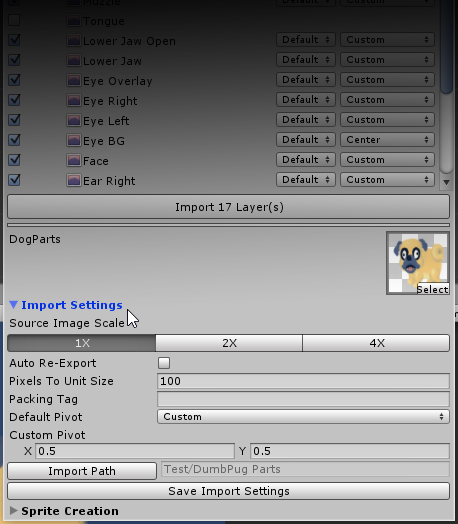 Muzzle
Tongue
Lower Jaw Open Default Custom
Lower Jaw Default Custom
Eye Overlay Default Custom
Eye Right Default Custom
Eye Left Default Custom
Eye BG Default Center
Face Default Custom
Ear Right Default Custom
Import 17 Layer(s)
DogParts
Select
Import Settings
Source Image Scale
1X 2X 4X
Auto Re-Export
Pixels To Unit Size 100
Packing Tag
Default Pivot Custom
Custom Pivot
X 0.5 Y 0.5
Import Path Test/DumbPug Parts
Save Import Settings
Sprite Creation